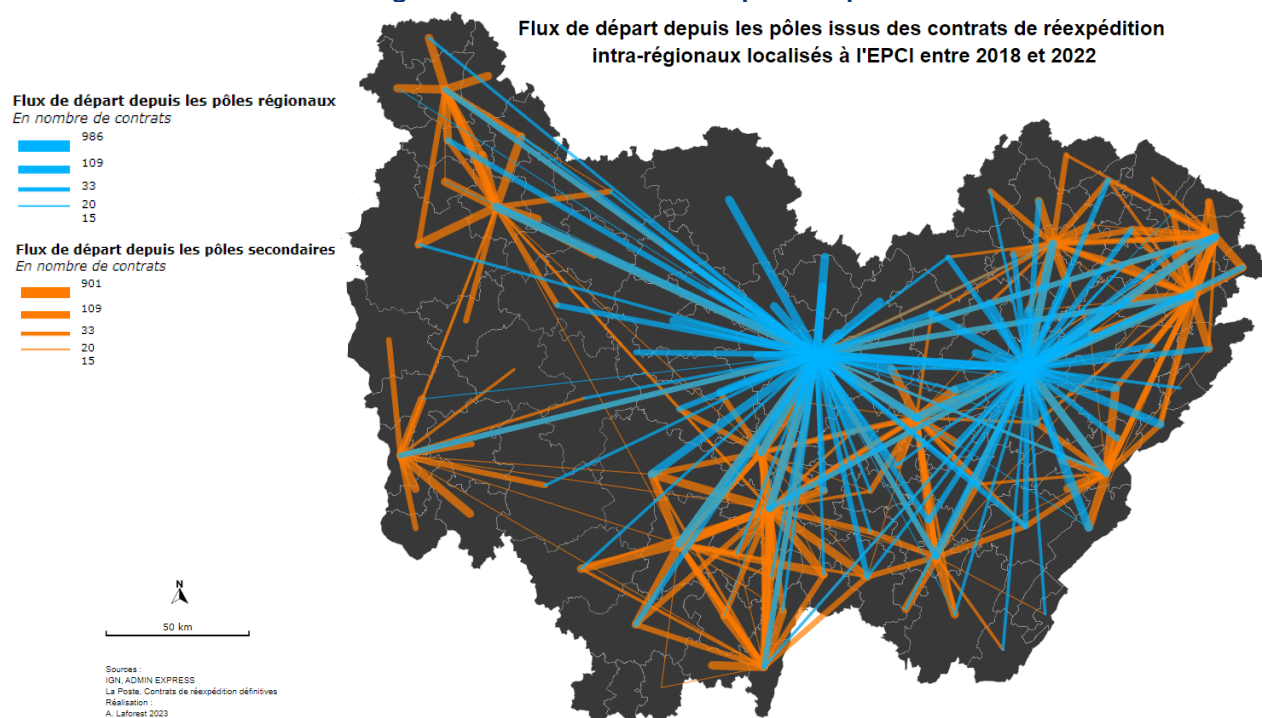 Flux de départ depuis les pôles issus des contrats de réexpédition
intra-régionaux localisés à l'EPCI entre 2018 et 2022
Flux de départ depuis les pôles régionaux
En nombre de contrats
986
109
33
20
15
Flux de départ depuis les pôles secondaires
En nombre de contrats
901
109
33
20
15
N
50 km
Sources :
IGN, ADMIN EXPRESS
La Poste, Contrats de réexpédition définitives
Réalisation :
A. Laforest 2023